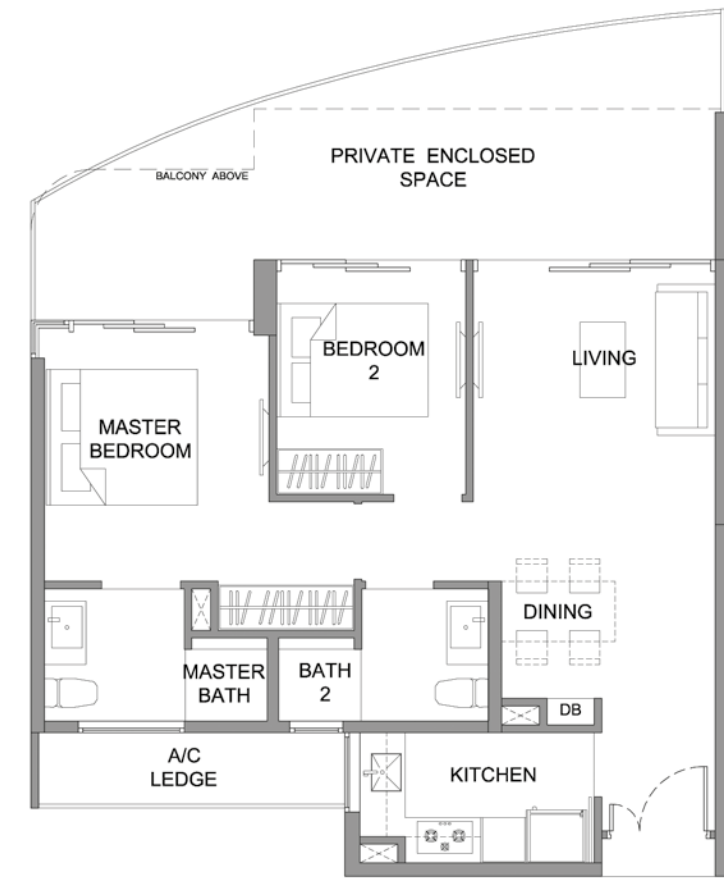 PRIVATE ENCLOSED
SPACE
BALCONY ABOVE
BEDROOM
2
LIVING
MASTER
BEDROOM
DINING
MASTER
BATH
BATH
2
DB
A/C
LEDGE
KITCHEN